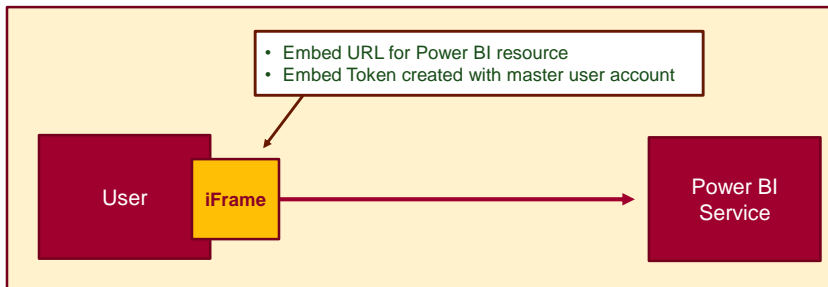 • Embed URL for Power BI resource
• Embed Token created with master user account
User
iFrame
Power BI
Service